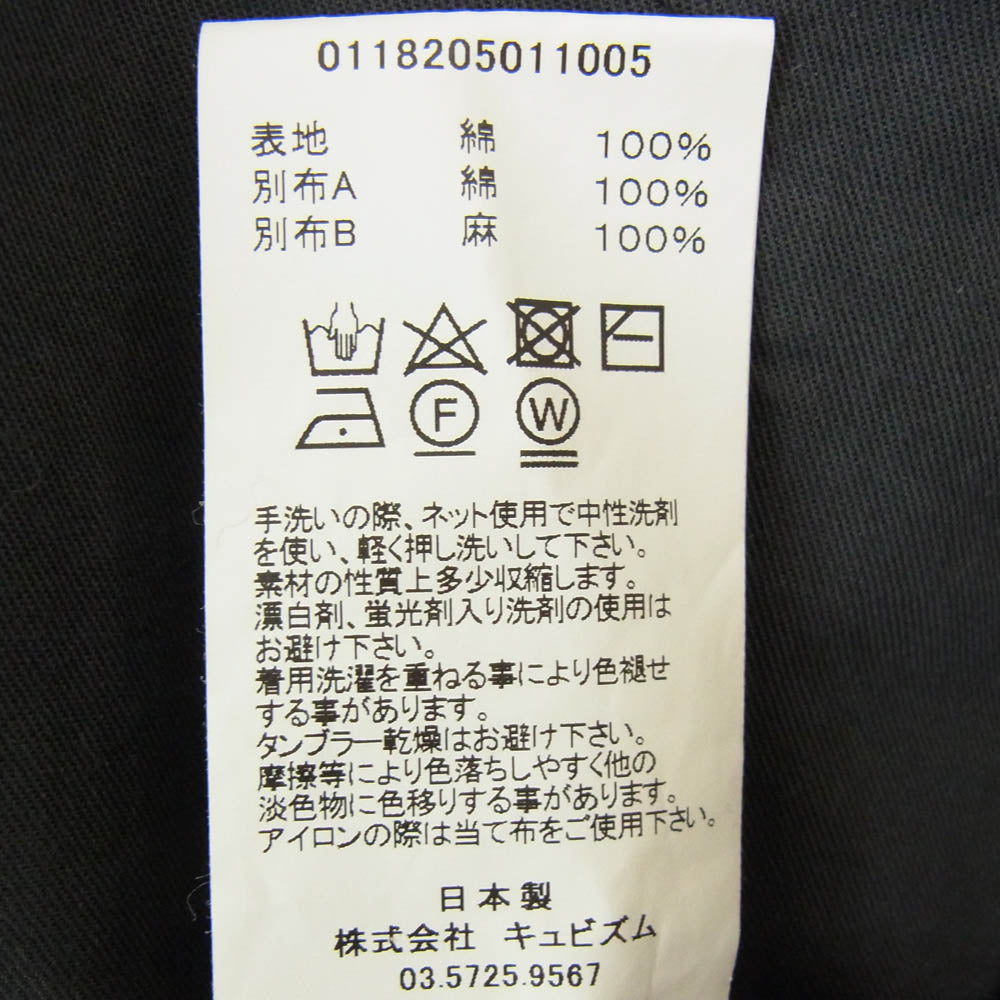 0118205011005
表地 綿 100%
別布A 綿 100%
別布B 麻 100%
F W
手洗いの際、ネット使用で中性洗剤
を使い、軽く押し洗いして下さい。
素材の性質上多少収縮します。
漂白剤、蛍光剤入り洗剤の使用は
お避け下さい。
着用洗濯を重ねる事により色褪せ
する事があります。
タンブラー乾燥はお避け下さい。
摩擦等により色落ちしやすく他の
淡色物に色移りする事があります。
アイロンの際は当て布をご使用下さい。
日本製
株式会社 キュビズム
03.5725.9567